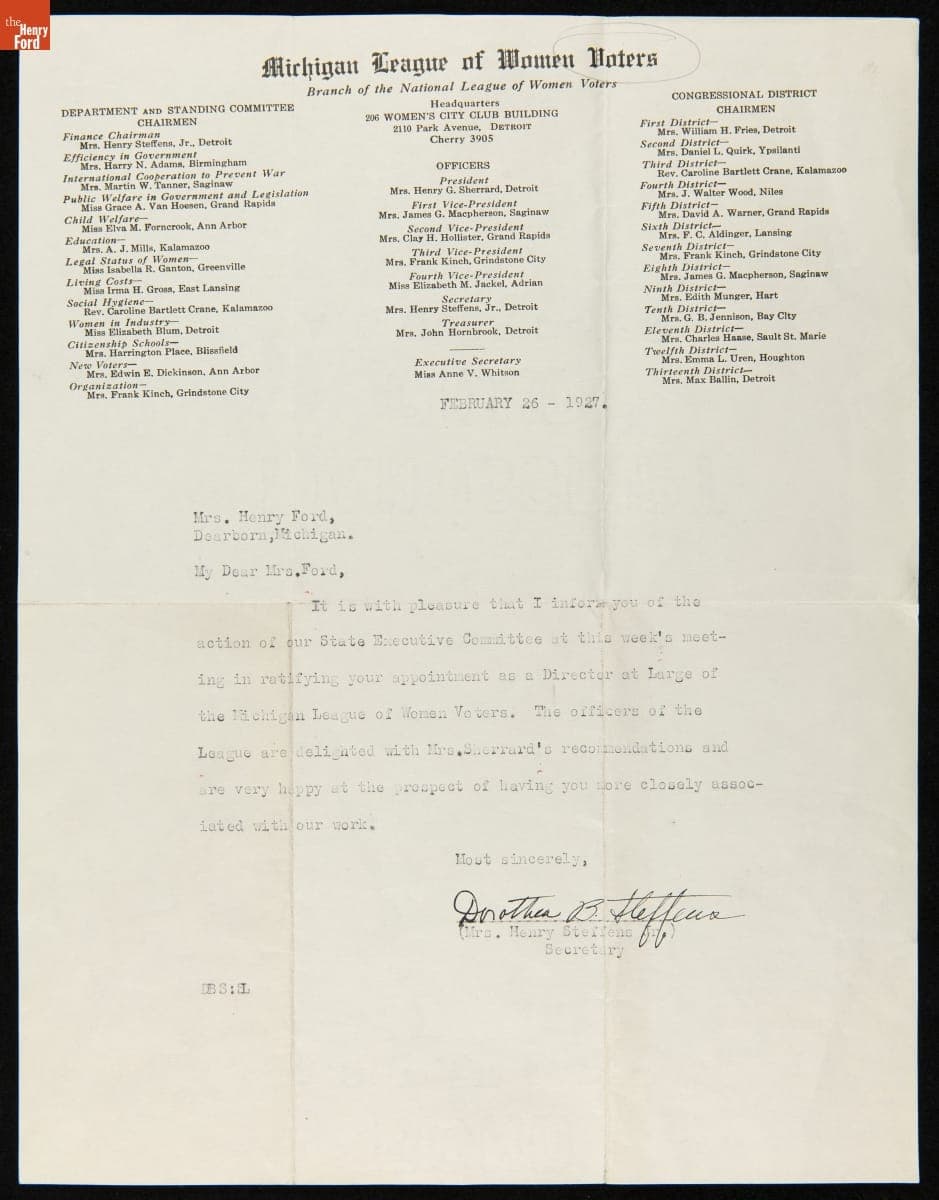 the
Henry
Ford
Michigan League of Women Voters
Branch of the National League of Women Voters
DEPARTMENT AND STANDING COMMITTEE
CHAIRMEN
Finance Chairman
Mrs. Henry Steffens, Jr., Detroit
Efficiency in Government
Mrs. Harry N. Adams, Birmingham
International Cooperation to Prevent War
Mrs. Martin W. Tanner, Saginaw
Public Welfare in Government and Legislation
Miss Grace A. Van Hoesen, Grand Rapids
Child Welfare—
Miss Elva M. Forncrook, Ann Arbor
Education—
Mrs. A. J. Mills, Kalamazoo
Legal Status of Women—
Miss Isabella R. Ganton, Greenville
Living Costs—
Miss Irma H. Gross, East Lansing
Social Hygiene—
Rev. Caroline Bartlett Crane, Kalamazoo
Women in Industry—
Miss Elizabeth Blum, Detroit
Citizenship Schools—
Mrs. Harrington Place, Blissfield
New Voters—
Mrs. Edwin E. Dickinson, Ann Arbor
Organization—
Mrs. Frank Kinch, Grindstone City
Headquarters
206 WOMEN'S CITY CLUB BUILDING
2110 Park Avenue, DETROIT
Cherry 3905
OFFICERS
President
Mrs. Henry G. Sherrard, Detroit
First Vice-President
Mrs. James G. Macpherson, Saginaw
Second Vice-President
Mrs. Clay H. Hollister, Grand Rapids
Third Vice-President
Mrs. Frank Kinch, Grindstone City
Fourth Vice-President
Miss Elizabeth M. Jackel, Adrian
Secretary
Mrs. Henry Steffens, Jr., Detroit
Treasurer
Mrs. John Hornbrook, Detroit
Executive Secretary
Miss Anne V. Whitson
CONGRESSIONAL DISTRICT
CHAIRMEN
First District—
Mrs. William H. Fries, Detroit
Second District—
Mrs. Daniel L. Quirk, Ypsilanti
Third District—
Rev. Caroline Bartlett Crane, Kalamazoo
Fourth District—
Mrs. J. Walter Wood, Niles
Fifth District—
Mrs. David A. Warner, Grand Rapids
Sixth District—
Mrs. F. C. Aldinger, Lansing
Seventh District—
Mrs. Frank Kinch, Grindstone City
Eighth District—
Mrs. James G. Macpherson, Saginaw
Ninth District—
Mrs. Edith Munger, Hart
Tenth District—
Mrs. G. B. Jennison, Bay City
Eleventh District—
Mrs. Charles Haase, Sault St. Marie
Twelfth District—
Mrs. Emma L. Uren, Houghton
Thirteenth District—
Mrs. Max Ballin, Detroit
FEBRUARY 26 - 1927.
Mrs. Henry Ford,
Dearborn,Michigan.
My Dear Mrs.Ford,
It is with pleasure that I inform you of the
action of our State Executive Committee at this week's meet-
ing in ratifying your appointment as a Director at Large of
the Michigan League of Women Voters. The officers of the
League are delighted with Mrs.Sherrard's recommendations and
are very happy at the prospect of having you more closely assoc-
iated with our work.
Most sincerely,
Dorothea B. Steffens
(Mrs. Henry Steffens Jr.)
Secretary
DBS:SL